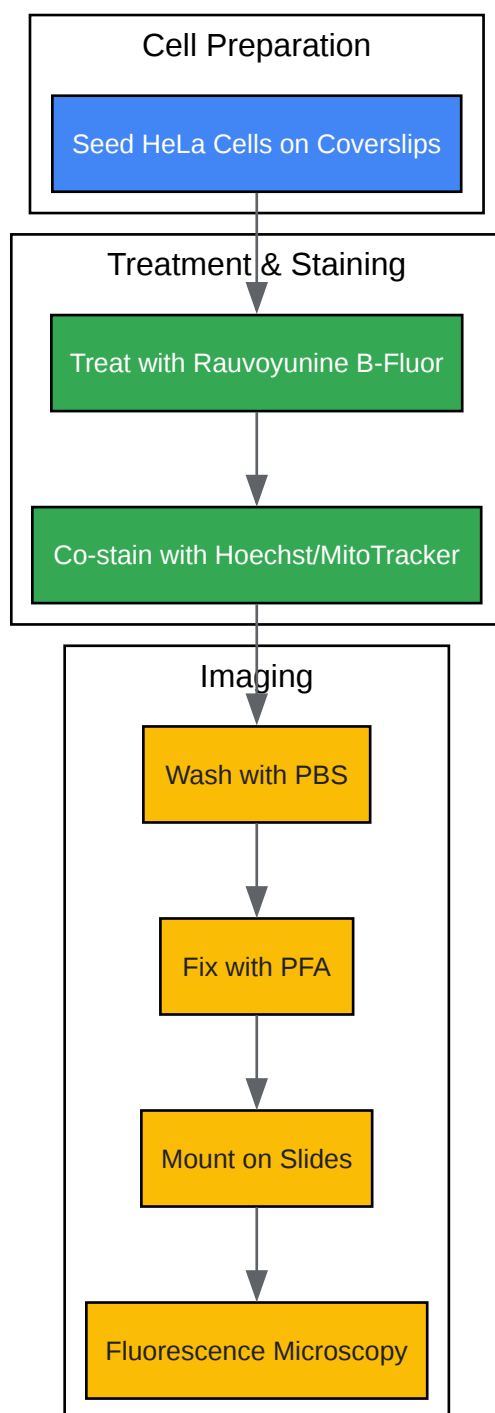 Cell Preparation
Seed HeLa Cells on Coverslips
Treatment & Staining
Treat with Rauvoyunine B-Fluor
Co-stain with Hoechst/MitoTracker
Imaging
Wash with PBS
Fix with PFA
Mount on Slides
Fluorescence Microscopy